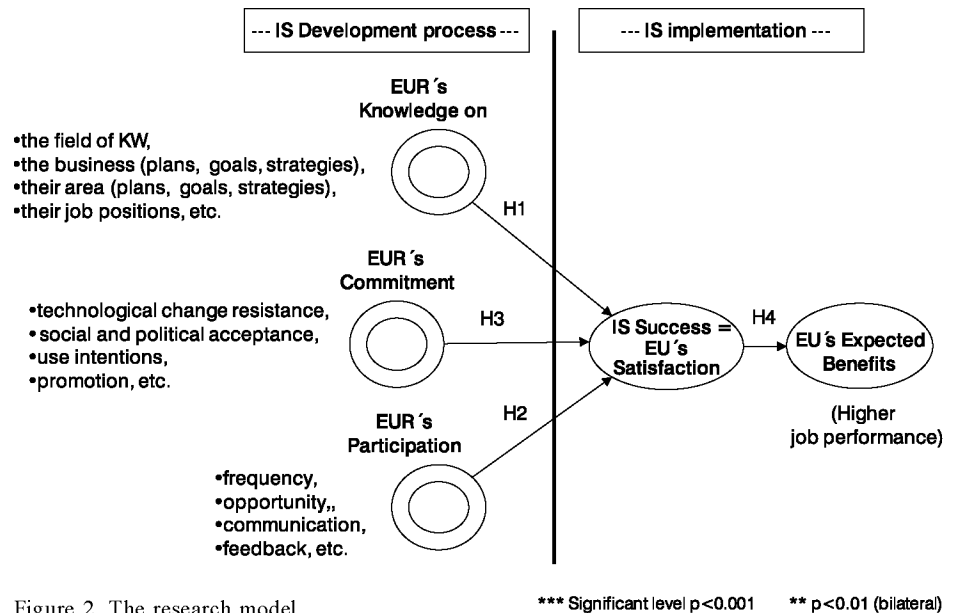 --- IS Development process ---
--- IS implementation ---
EUR´s
Knowledge on
•the field of KW,
•the business (plans, goals, strategies),
•their area (plans, goals, strategies),
•their job positions, etc.
H1
EUR´s
Commitment
•technological change resistance,
•social and political acceptance,
•use intentions,
•promotion, etc.
H3
IS Success =
EU´s
Satisfaction
H4
EU´s Expected
Benefits
(Higher
job performance)
EUR´s
Participation
H2
•frequency,
•opportunity,,
•communication,
•feedback, etc.
Figure 2. The research model
*** Significant level p<0.001 ** p<0.01 (bilateral)